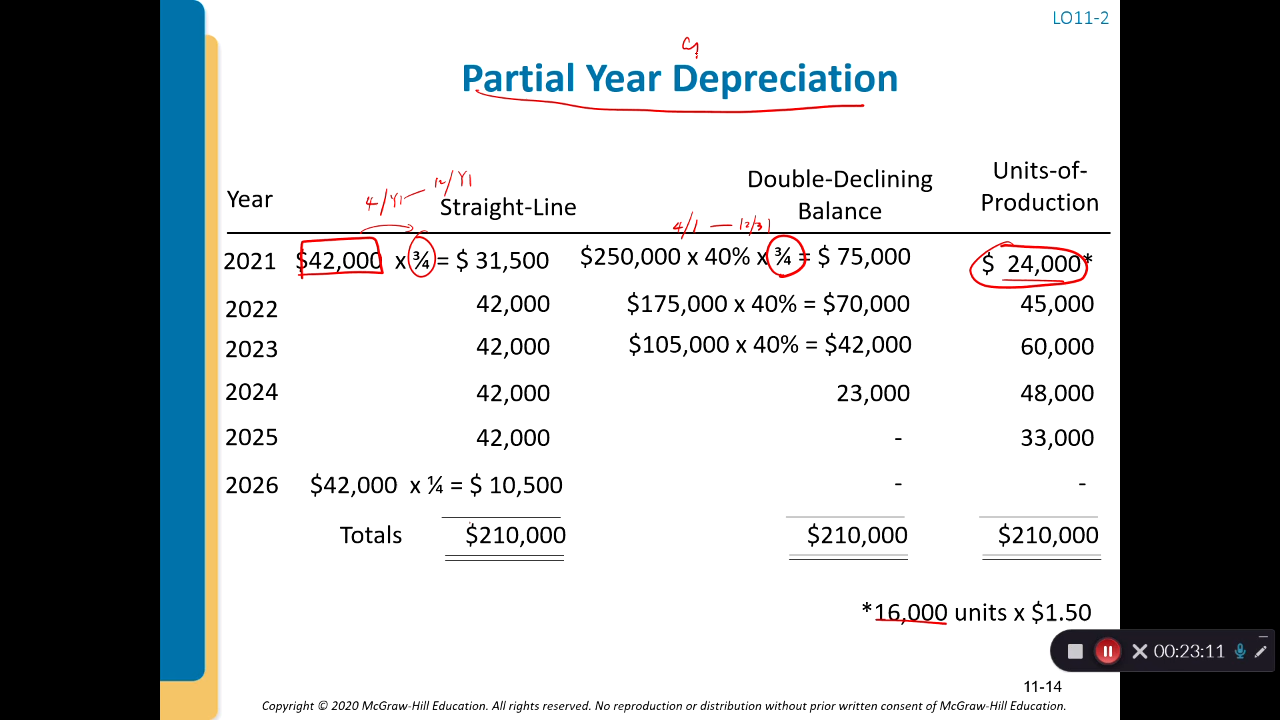 LO11-2
Partial Year Depreciation
4/Y1 — 12/Y1
4/1 — 12/31
Year Straight-Line Double-Declining Balance Units-of-Production
2021 $42,000 x ¾ = $ 31,500 $250,000 x 40% x ¾ = $ 75,000 $ 24,000*
2022 42,000 $175,000 x 40% = $70,000 45,000
2023 42,000 $105,000 x 40% = $42,000 60,000
2024 42,000 23,000 48,000
2025 42,000 - 33,000
2026 $42,000 x ¼ = $ 10,500 - -
Totals $210,000 $210,000 $210,000
*16,000 units x $1.50
00:23:11
11-14
Copyright © 2020 McGraw-Hill Education. All rights reserved. No reproduction or distribution without prior written consent of McGraw-Hill Education.